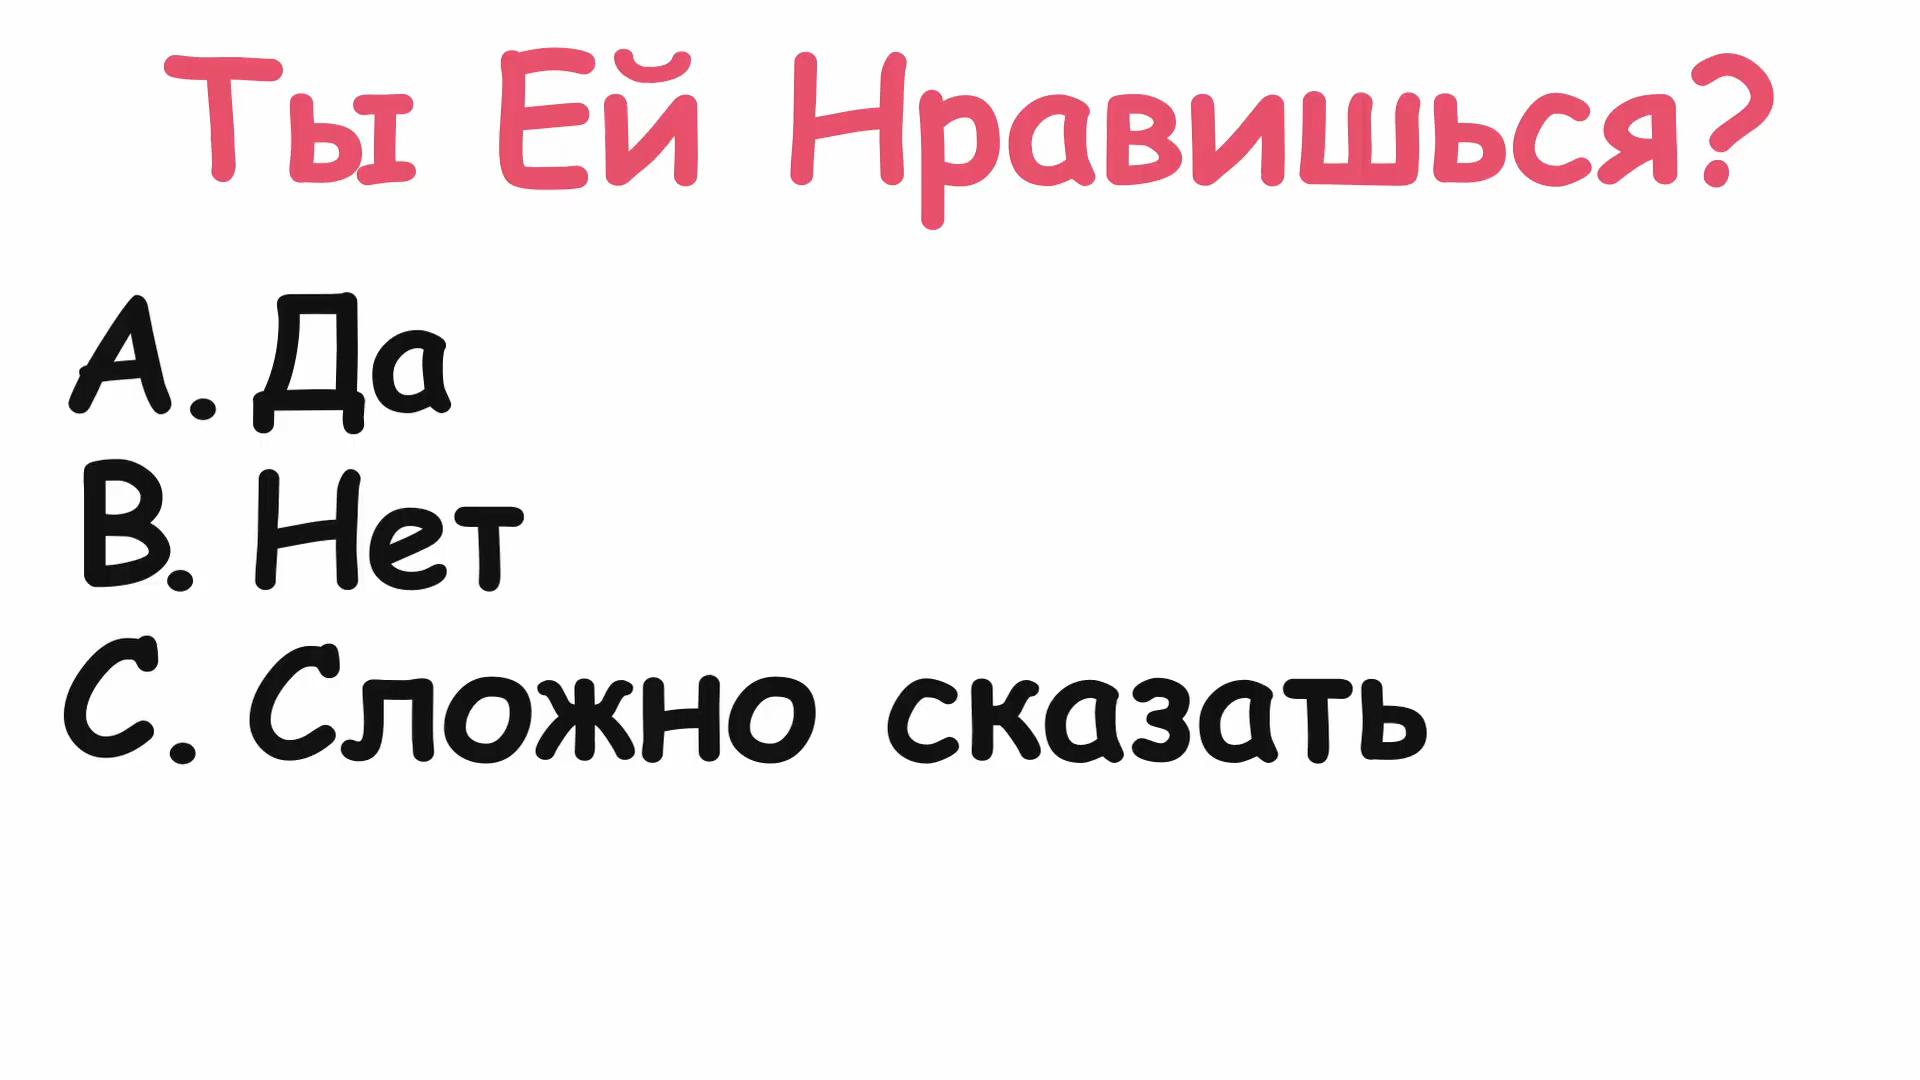 Ты Ей Нравишься?
A. Да
B. Нет
C. Сложно сказать